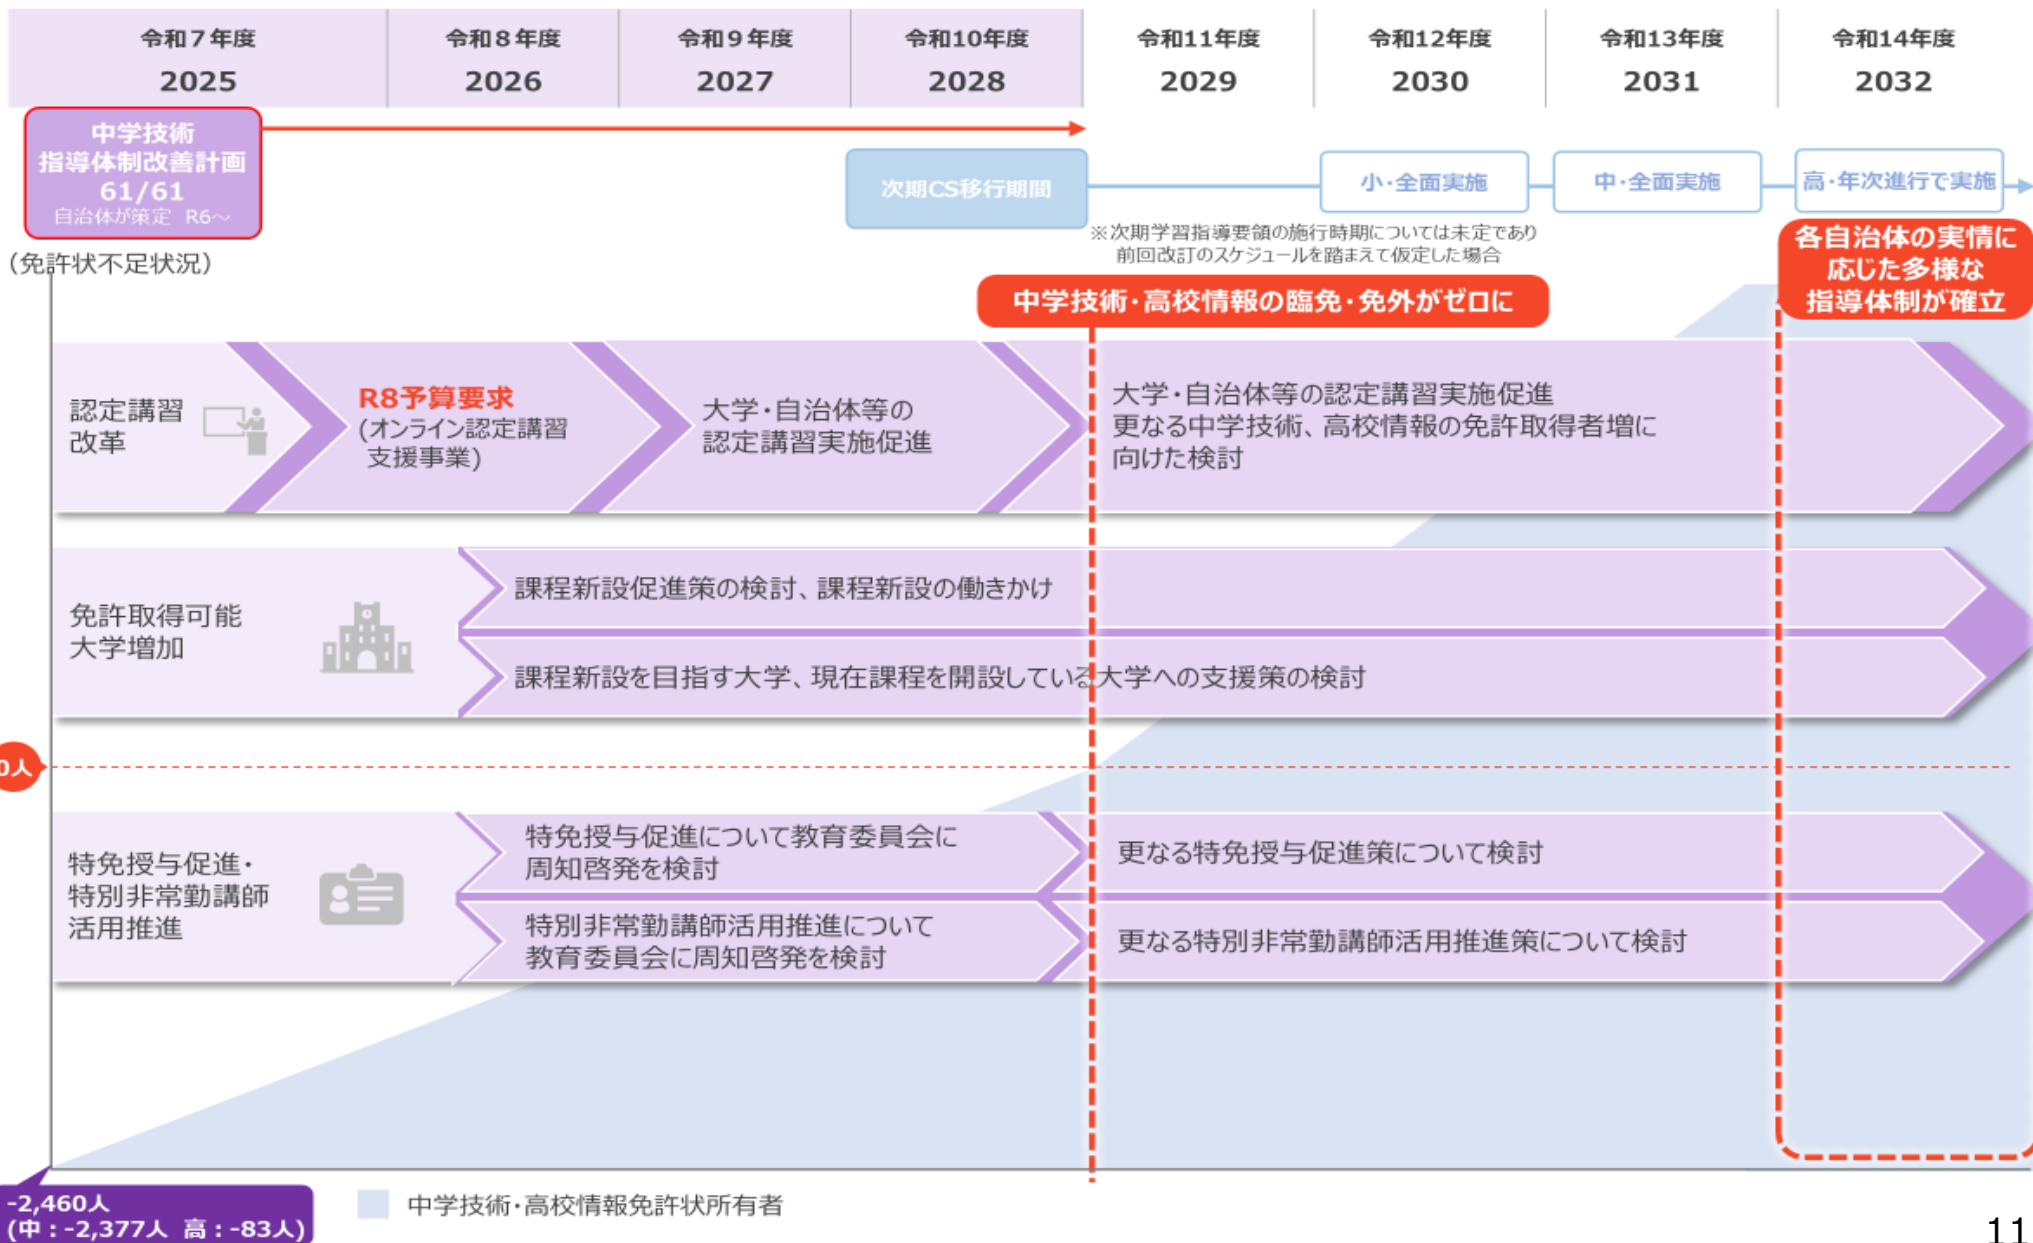 令和7年度
2025
令和8年度
2026
令和9年度
2027
令和10年度
2028
令和11年度
2029
令和12年度
2030
令和13年度
2031
令和14年度
2032
中学技術
指導体制改善計画
61/61
自治体が策定 R6～
次期CS移行期間
小・全面実施
中・全面実施
高・年次進行で実施
※次期学習指導要領の施行時期については未定であり
前回改訂のスケジュールを踏まえて仮定した場合
(免許状不足状況)
中学技術・高校情報の臨免・免外がゼロに
各自治体の実情に
応じた多様な
指導体制が確立
認定講習
改革
R8予算要求
(オンライン認定講習
支援事業)
大学・自治体等の
認定講習実施促進
大学・自治体等の認定講習実施促進
更なる中学技術、高校情報の免許取得者増に
向けた検討
免許取得可能
大学増加
課程新設促進策の検討、課程新設の働きかけ
課程新設を目指す大学、現在課程を開設している大学への支援策の検討
0人
特免授与促進・
特別非常勤講師
活用推進
特免授与促進について教育委員会に
周知啓発を検討
更なる特免授与促進策について検討
特別非常勤講師活用推進について
教育委員会に周知啓発を検討
更なる特別非常勤講師活用推進策について検討
-2,460人
(中：-2,377人 高：-83人)
中学技術・高校情報免許状所有者
11